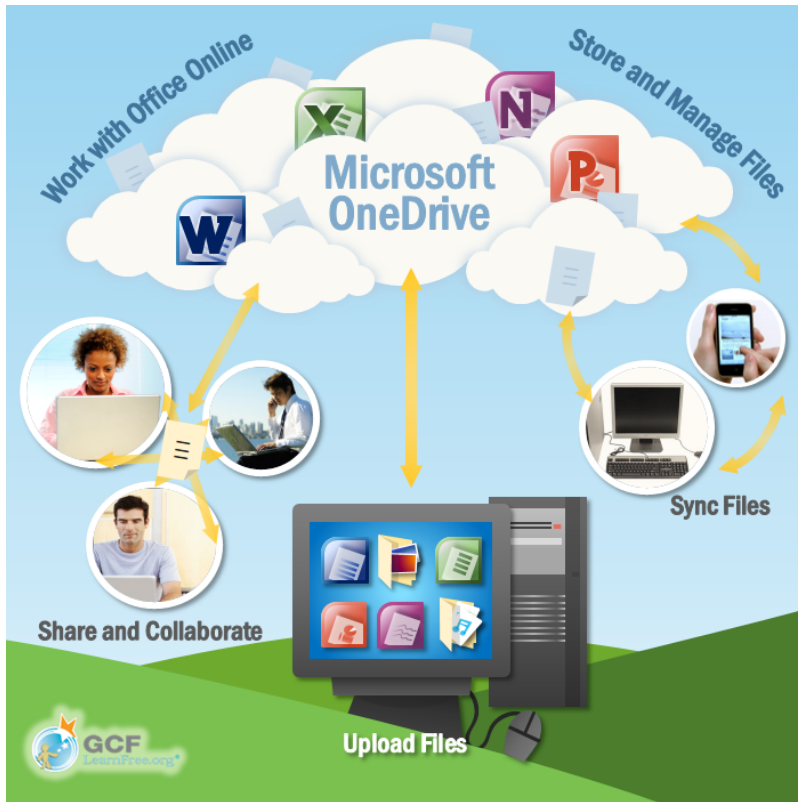 Work with Office Online
Store and Manage Files
X
N
P
W
Microsoft
OneDrive
Sync Files
Share and Collaborate
Upload Files
GCF
LearnFree.org®